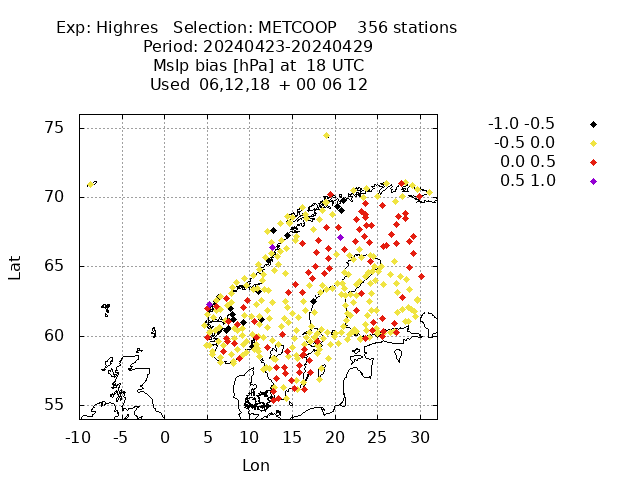 Exp: Highres   Selection: METCOOP    356 stations
Period: 20240423-20240429
Mslp bias [hPa] at  18 UTC
Used  06,12,18  + 00 06 12
-1.0 -0.5
-0.5 0.0
0.0 0.5
0.5 1.0
75
70
65
60
55
Lat
-10 -5 0 5 10 15 20 25 30
Lon